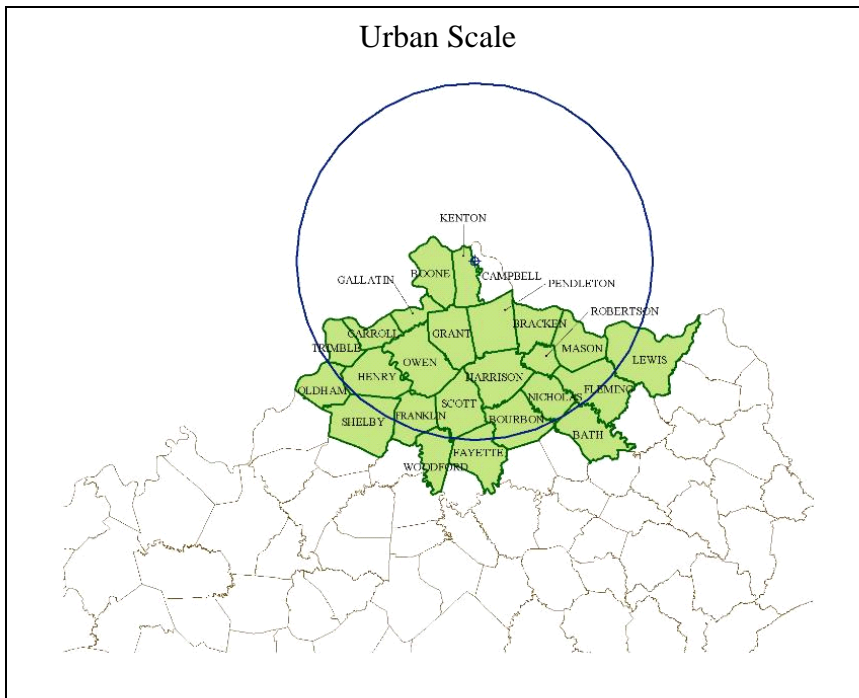 Urban Scale
KENTON
BOONE
CAMPBELL
GALLATIN
PENDLETON
ROBERTSON
BRACKEN
CARROLL
GRANT
TRIMBLE
MASON
OWEN
LEWIS
HENRY
HARRISON
OLDHAM
FLEMING
NICHOLAS
SCOTT
FRANKLIN
BOURBON
SHELBY
BATH
FAYETTE
WOODFORD